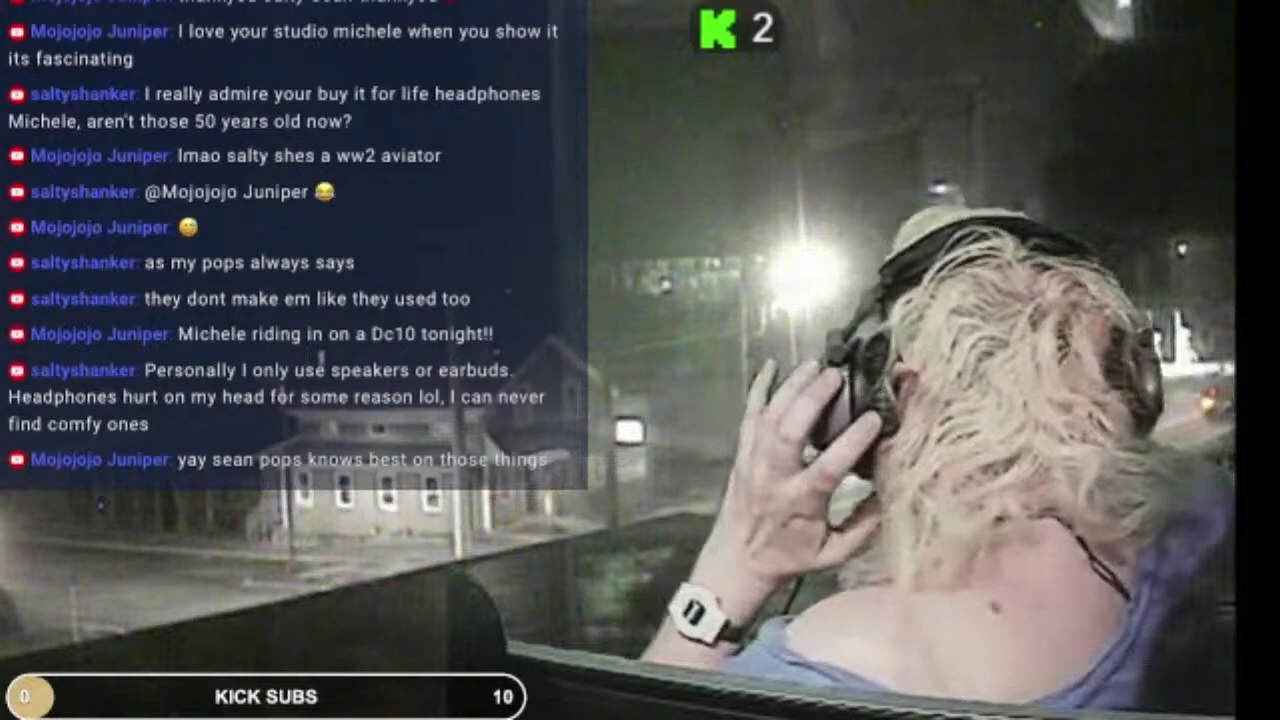 K 2
Mojojojo Juniper: I love your studio michele when you show it
its fascinating
saltyshanker: I really admire your buy it for life headphones
Michele, aren't those 50 years old now?
Mojojojo Juniper: lmao salty shes a ww2 aviator
saltyshanker: @Mojojojo Juniper 😂
Mojojojo Juniper: 😅
saltyshanker: as my pops always says
saltyshanker: they dont make em like they used too
Mojojojo Juniper: Michele riding in on a Dc10 tonight!!
saltyshanker: Personally I only use speakers or earbuds.
Headphones hurt on my head for some reason lol, I can never
find comfy ones
Mojojojo Juniper: yay sean pops knows best on those things
0 KICK SUBS 10